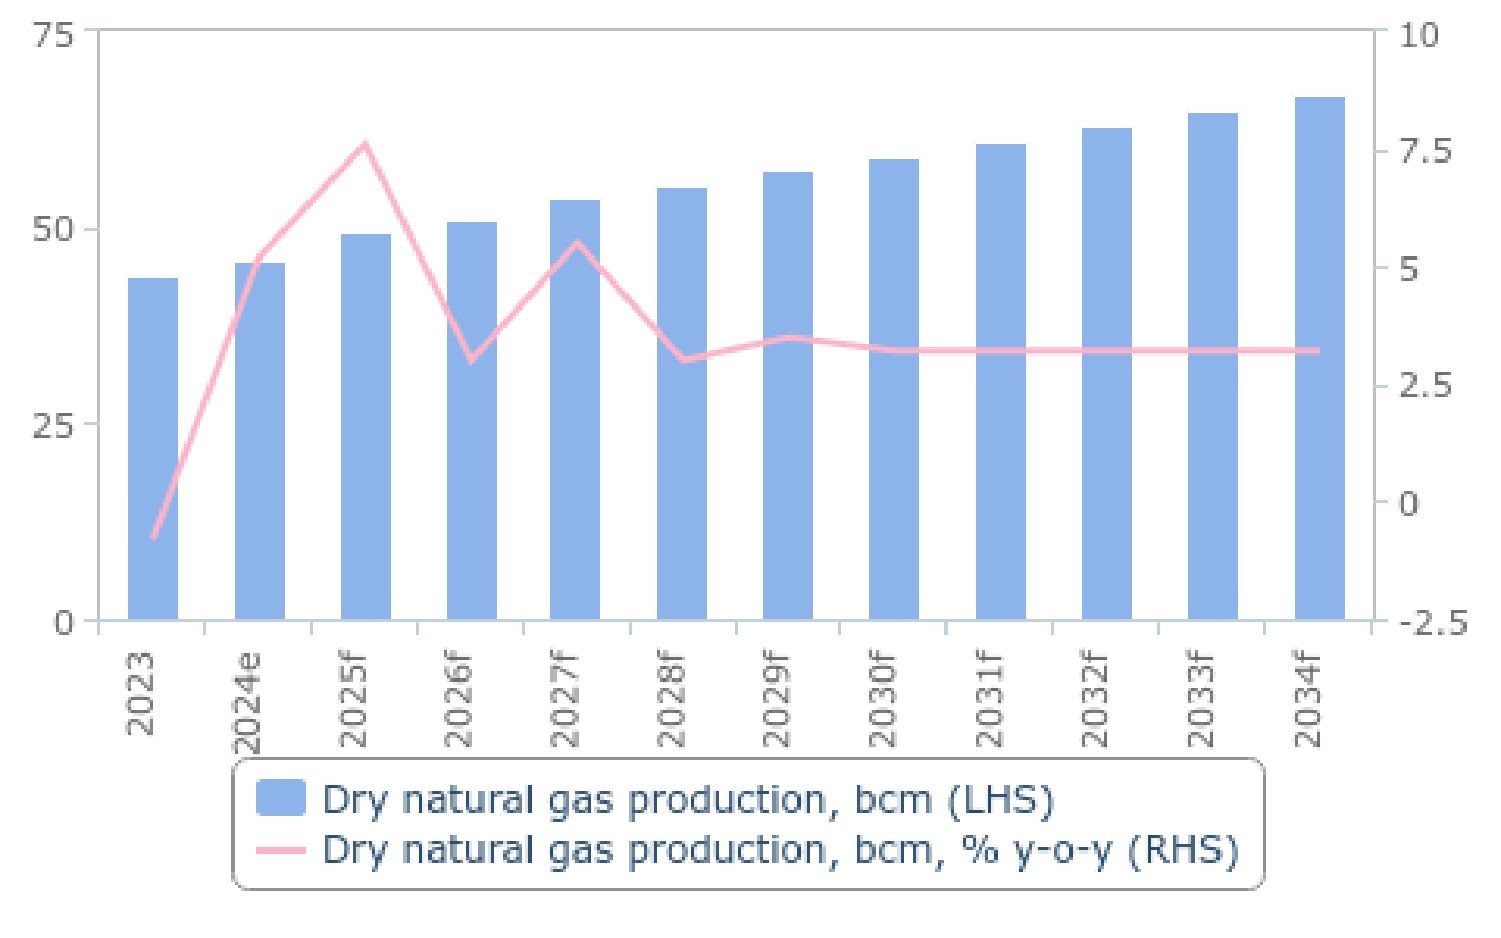 75
50
25
0
10
7.5
5
2.5
0
-2.5
2023
2024e
2025f
2026f
2027f
2028f
2029f
2030f
2031f
2032f
2033f
2034f
Dry natural gas production, bcm (LHS)
Dry natural gas production, bcm, % y-o-y (RHS)